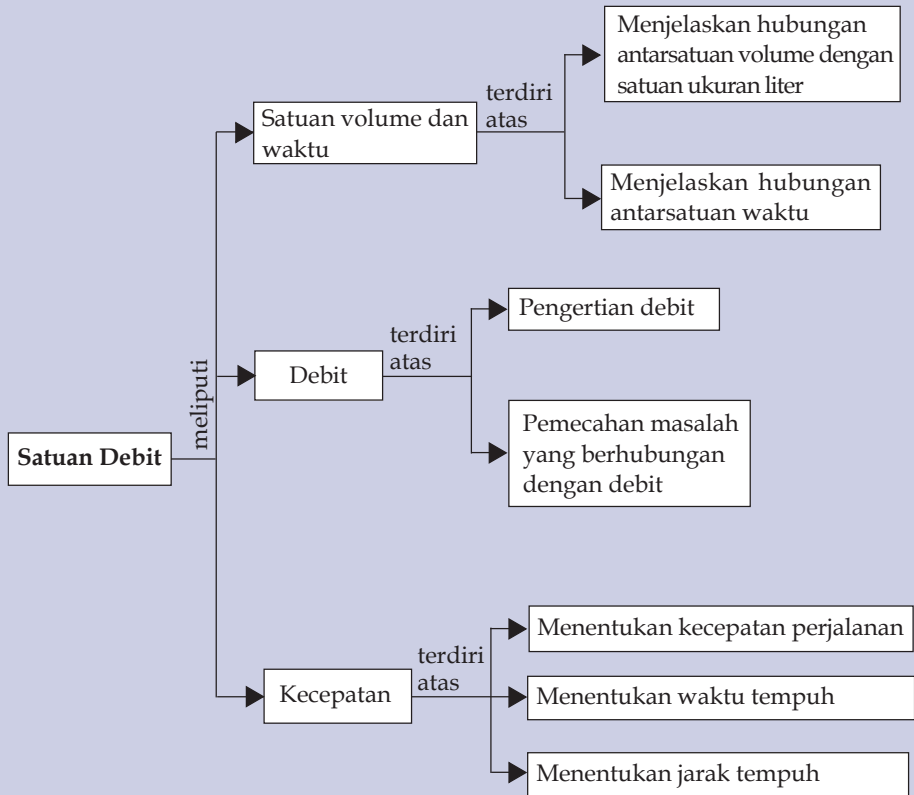 Satuan Debit
meliputi
Satuan volume dan
waktu
terdiri
atas
Menjelaskan hubungan
antarsatuan volume dengan
satuan ukuran liter
Menjelaskan hubungan
antarsatuan waktu
Debit
terdiri
atas
Pengertian debit
Pemecahan masalah
yang berhubungan
dengan debit
Kecepatan
terdiri
atas
Menentukan kecepatan perjalanan
Menentukan waktu tempuh
Menentukan jarak tempuh